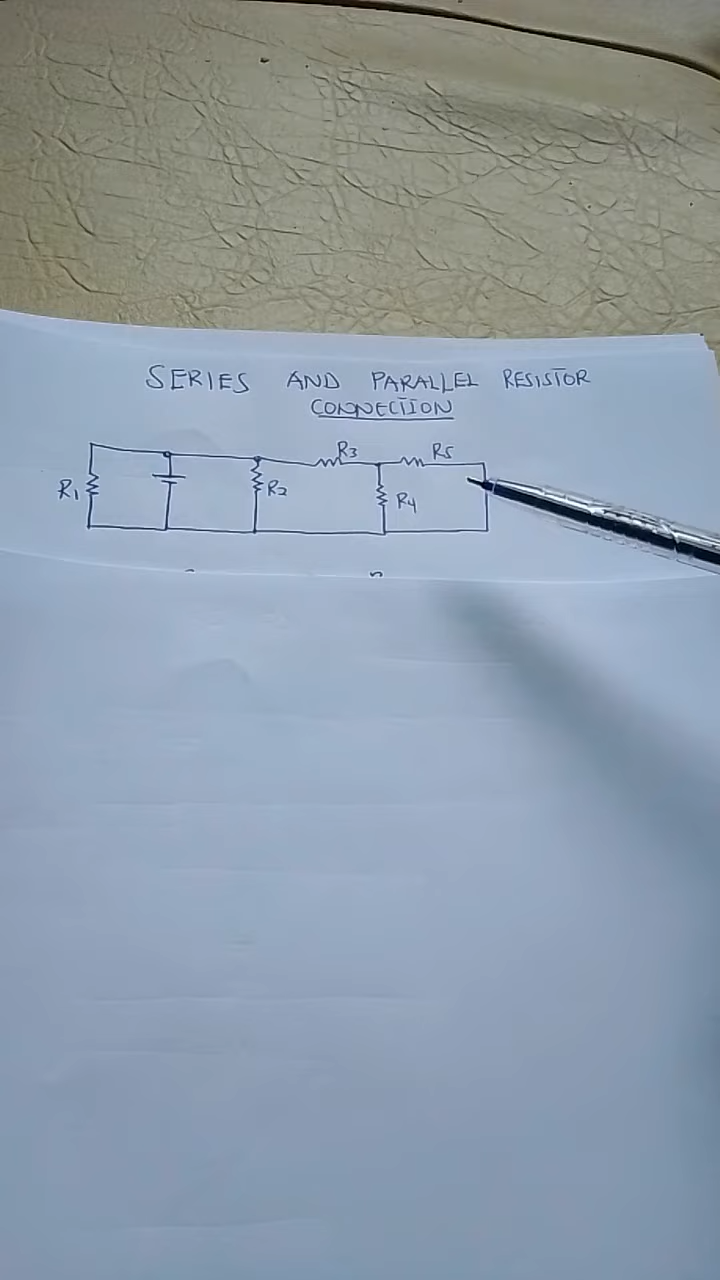 SERIES AND PARALLEL RESISTOR
CONNECTION
R3 R5
R1 R2 R4